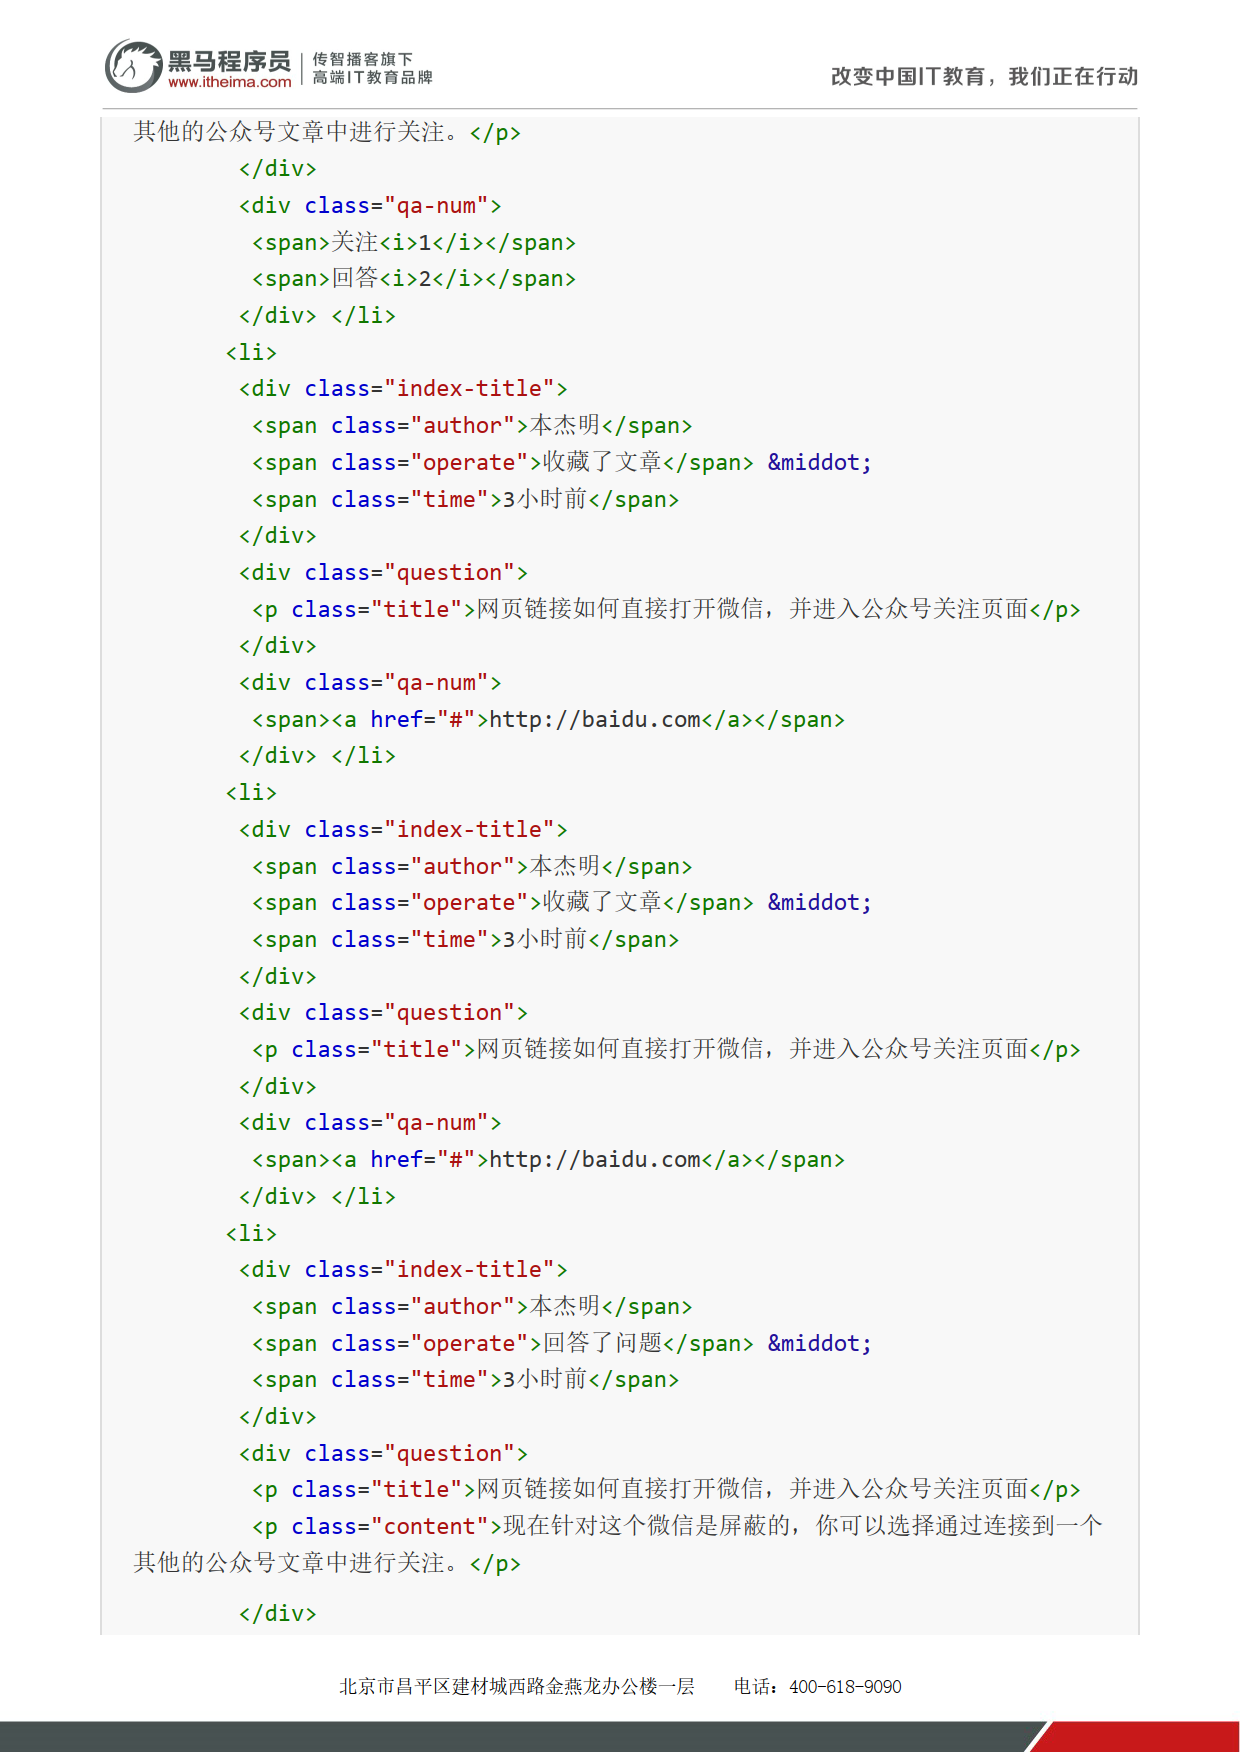 黑马程序员
www.itheima.com
传智播客旗下
高端IT教育品牌
改变中国IT教育，我们正在行动
其他的公众号文章中进行关注。</p>
</div>
<div class="qa-num">
<span>关注<i>1</i></span>
<span>回答<i>2</i></span>
</div> </li>
<li>
<div class="index-title">
<span class="author">本杰明</span>
<span class="operate">收藏了文章</span> &middot;
<span class="time">3小时前</span>
</div>
<div class="question">
<p class="title">网页链接如何直接打开微信，并进入公众号关注页面</p>
</div>
<div class="qa-num">
<span><a href="#">http://baidu.com</a></span>
</div> </li>
<li>
<div class="index-title">
<span class="author">本杰明</span>
<span class="operate">收藏了文章</span> &middot;
<span class="time">3小时前</span>
</div>
<div class="question">
<p class="title">网页链接如何直接打开微信，并进入公众号关注页面</p>
</div>
<div class="qa-num">
<span><a href="#">http://baidu.com</a></span>
</div> </li>
<li>
<div class="index-title">
<span class="author">本杰明</span>
<span class="operate">回答了问题</span> &middot;
<span class="time">3小时前</span>
</div>
<div class="question">
<p class="title">网页链接如何直接打开微信，并进入公众号关注页面</p>
<p class="content">现在针对这个微信是屏蔽的，你可以选择通过连接到一个
其他的公众号文章中进行关注。</p>
</div>
北京市昌平区建材城西路金燕龙办公楼一层 电话：400-618-9090